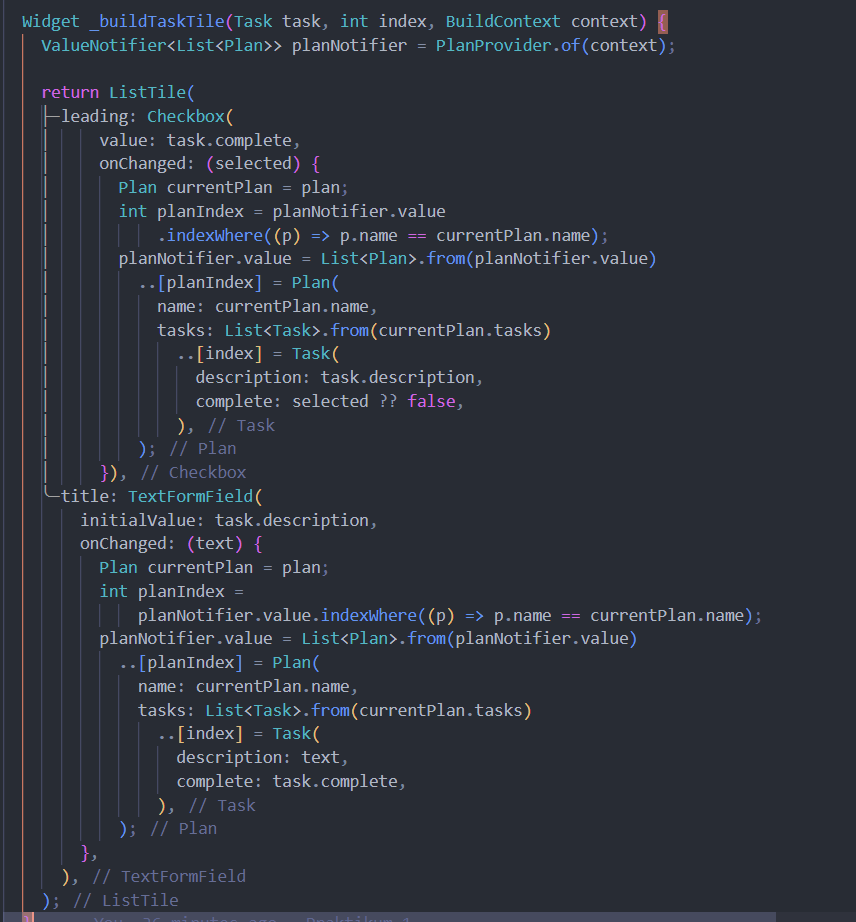 Widget _buildTaskTile(Task task, int index, BuildContext context) {
ValueNotifier<List<Plan>> planNotifier = PlanProvider.of(context);
return ListTile(
leading: Checkbox(
value: task.complete,
onChanged: (selected) {
Plan currentPlan = plan;
int planIndex = planNotifier.value
.indexWhere((p) => p.name == currentPlan.name);
planNotifier.value = List<Plan>.from(planNotifier.value)
..[planIndex] = Plan(
name: currentPlan.name,
tasks: List<Task>.from(currentPlan.tasks)
..[index] = Task(
description: task.description,
complete: selected ?? false,
), // Task
); // Plan
}), // Checkbox
title: TextFormField(
initialValue: task.description,
onChanged: (text) {
Plan currentPlan = plan;
int planIndex =
planNotifier.value.indexWhere((p) => p.name == currentPlan.name);
planNotifier.value = List<Plan>.from(planNotifier.value)
..[planIndex] = Plan(
name: currentPlan.name,
tasks: List<Task>.from(currentPlan.tasks)
..[index] = Task(
description: text,
complete: task.complete,
), // Task
); // Plan
},
), // TextFormField
); // ListTile
} You, 26 minutes ago